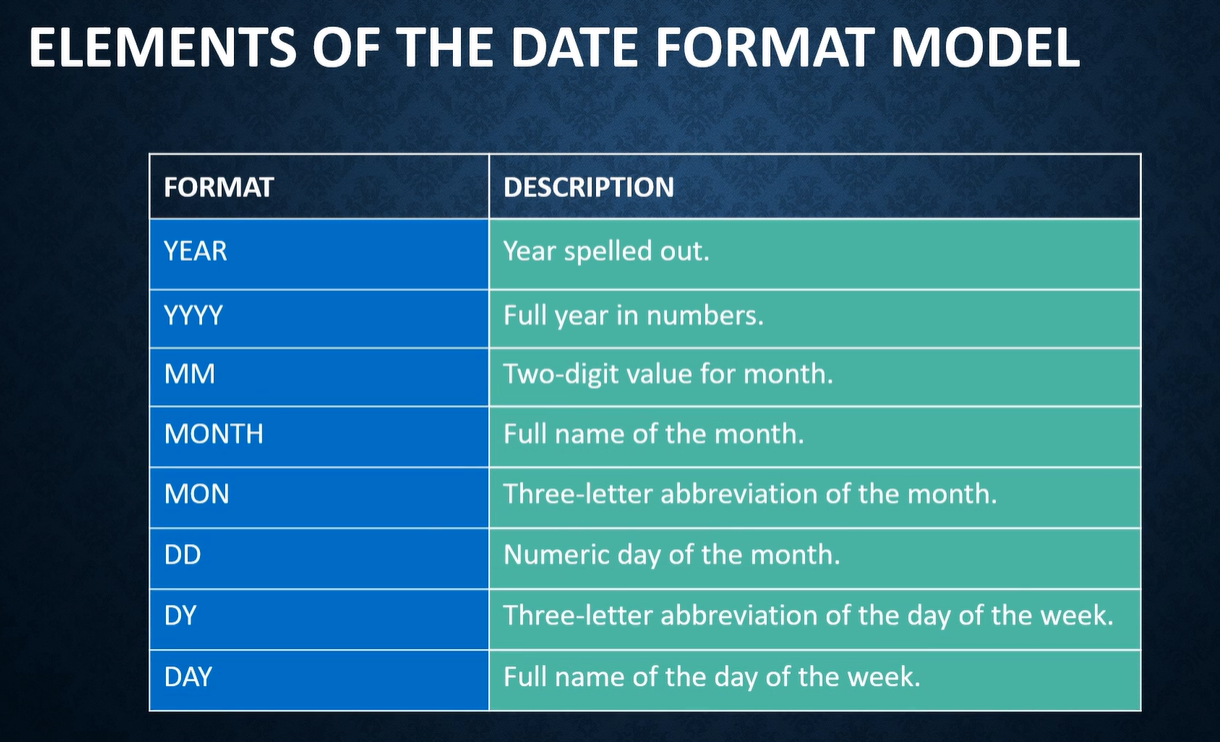 ELEMENTS OF THE DATE FORMAT MODEL
FORMAT DESCRIPTION
YEAR Year spelled out.
YYYY Full year in numbers.
MM Two-digit value for month.
MONTH Full name of the month.
MON Three-letter abbreviation of the month.
DD Numeric day of the month.
DY Three-letter abbreviation of the day of the week.
DAY Full name of the day of the week.